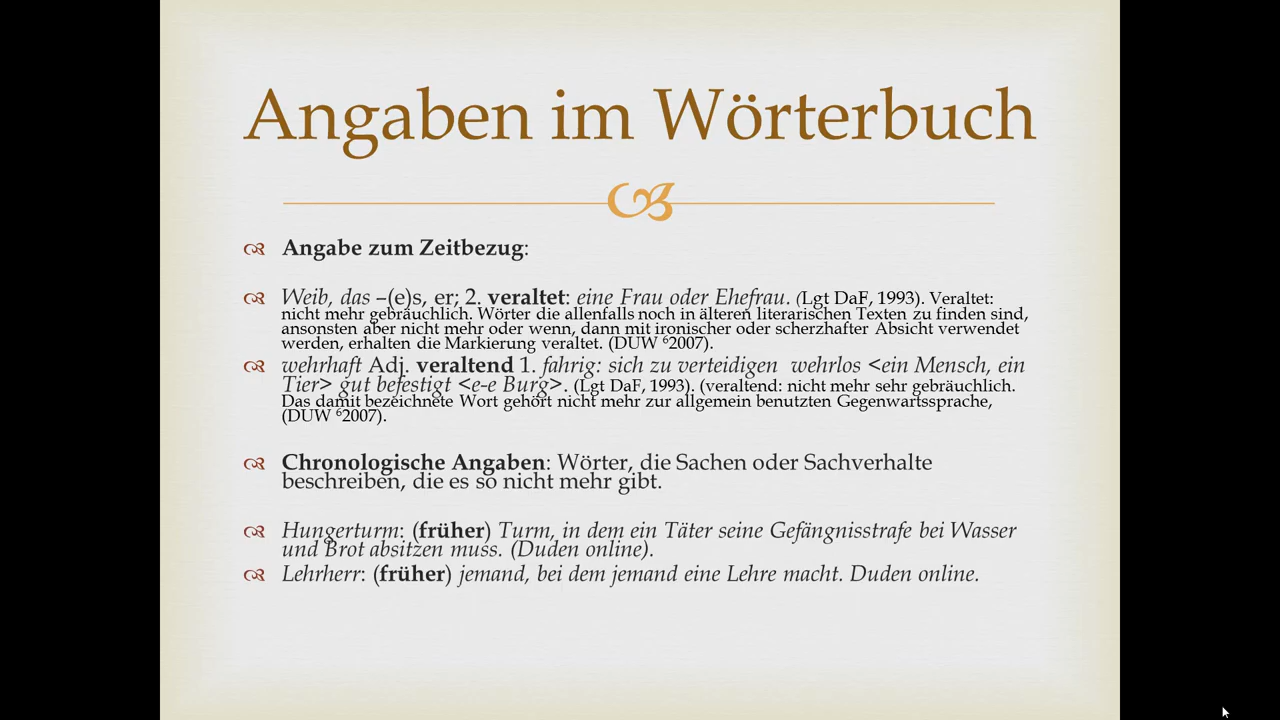 Angaben im Wörterbuch
Angabe zum Zeitbezug:
Weib, das –(e)s, er; 2. veraltet: eine Frau oder Ehefrau. (Lgt DaF, 1993). Veraltet:
nicht mehr gebräuchlich. Wörter die allenfalls noch in älteren literarischen Texten zu finden sind,
ansonsten aber nicht mehr oder wenn, dann mit ironischer oder scherzhafter Absicht verwendet
werden, erhalten die Markierung veraltet. (DUW ⁶2007).
wehrhaft Adj. veraltend 1. fahrig: sich zu verteidigen wehrlos <ein Mensch, ein
Tier> gut befestigt <e-e Burg>. (Lgt DaF, 1993). (veraltend: nicht mehr sehr gebräuchlich.
Das damit bezeichnete Wort gehört nicht mehr zur allgemein benutzten Gegenwartssprache,
(DUW ⁶2007).
Chronologische Angaben: Wörter, die Sachen oder Sachverhalte
beschreiben, die es so nicht mehr gibt.
Hungerturm: (früher) Turm, in dem ein Täter seine Gefängnisstrafe bei Wasser
und Brot absitzen muss. (Duden online).
Lehrherr: (früher) jemand, bei dem jemand eine Lehre macht. Duden online.